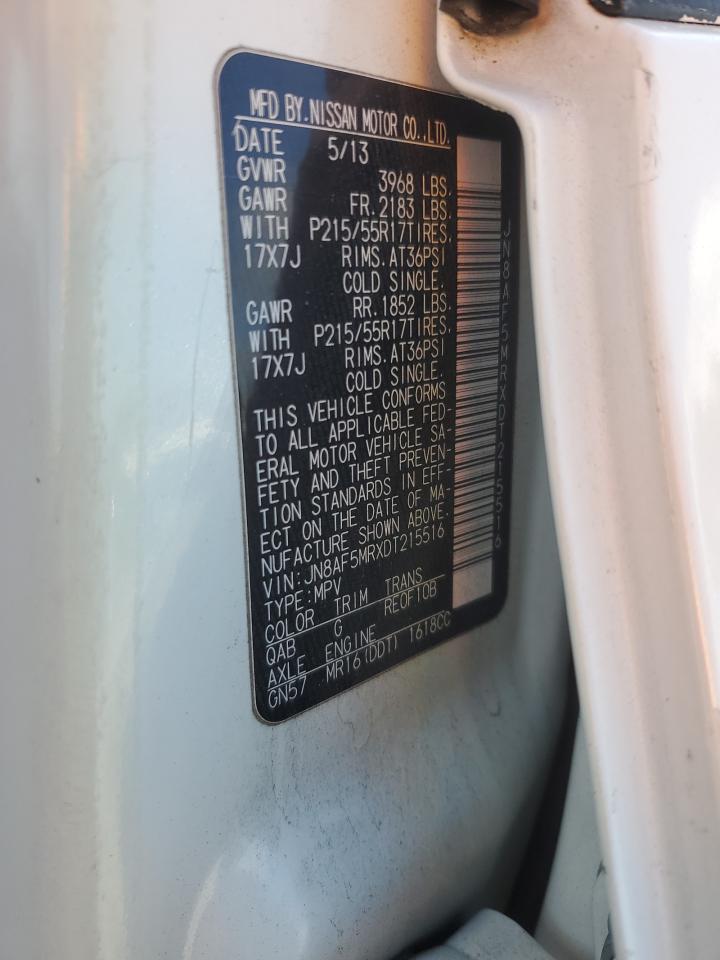 MFD BY. NISSAN MOTOR CO.,LTD.
DATE 5/13
GVWR 3968 LBS.
GAWR FR. 2183 LBS.
WITH P215/55R17TIRES.
17X7J RIMS. AT36PSI
COLD SINGLE.
GAWR RR. 1852 LBS.
WITH P215/55R17TIRES.
17X7J RIMS. AT36PSI
COLD SINGLE.
THIS VEHICLE CONFORMS
TO ALL APPLICABLE FED-
ERAL MOTOR VEHICLE SA-
FETY AND THEFT PREVEN-
TION STANDARDS IN EFF-
ECT ON THE DATE OF MA-
NUFACTURE SHOWN ABOVE.
VIN: JN8AF5MRXDT215516
TYPE: MPV
COLOR TRIM TRANS
QAB G RE0F10B
AXLE ENGINE
GN57 MR16(DDT) 1618CC
JN8AF5MRXDT215516